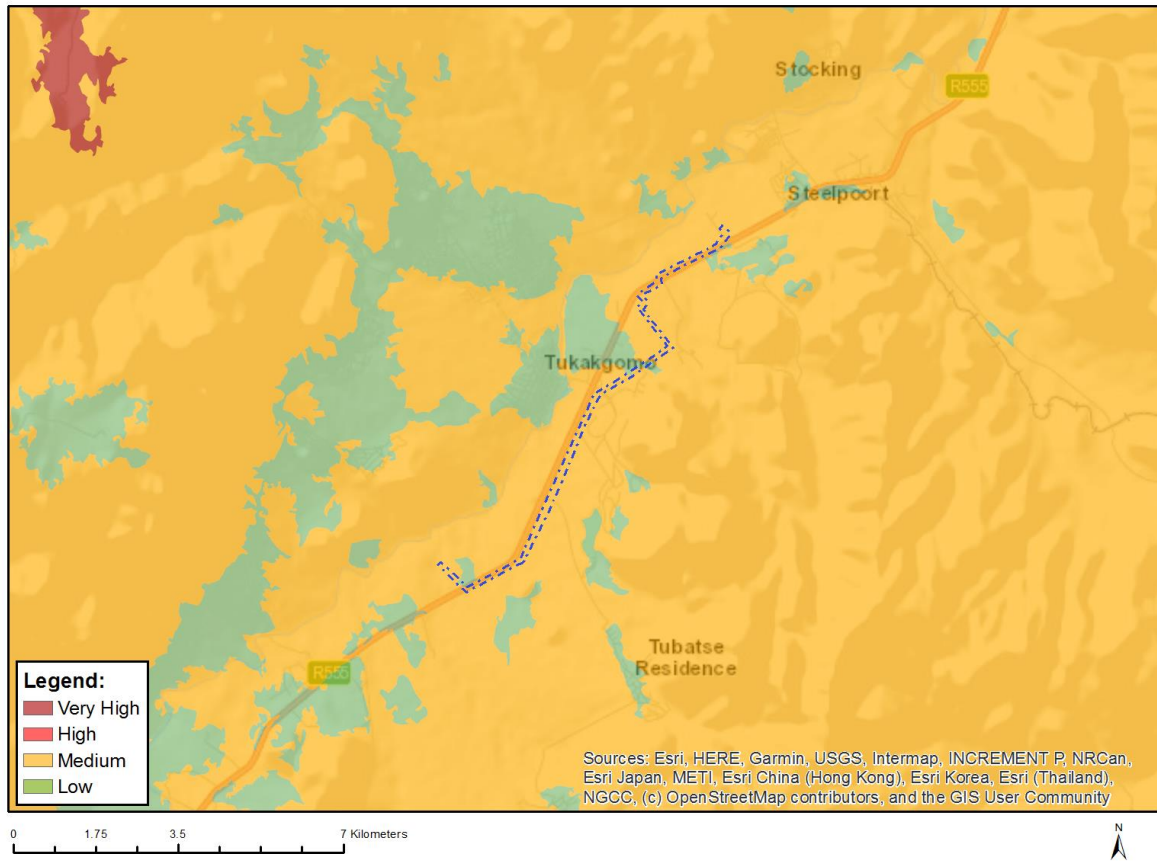 Stocking
R555
Steelpoort
Tukakgomo
Tubatse
Residence
R555
Legend:
Very High
High
Medium
Low
Sources: Esri, HERE, Garmin, USGS, Intermap, INCREMENT P, NRCan,
Esri Japan, METI, Esri China (Hong Kong), Esri Korea, Esri (Thailand),
NGCC, (c) OpenStreetMap contributors, and the GIS User Community
0 1.75 3.5 7 Kilometers
N